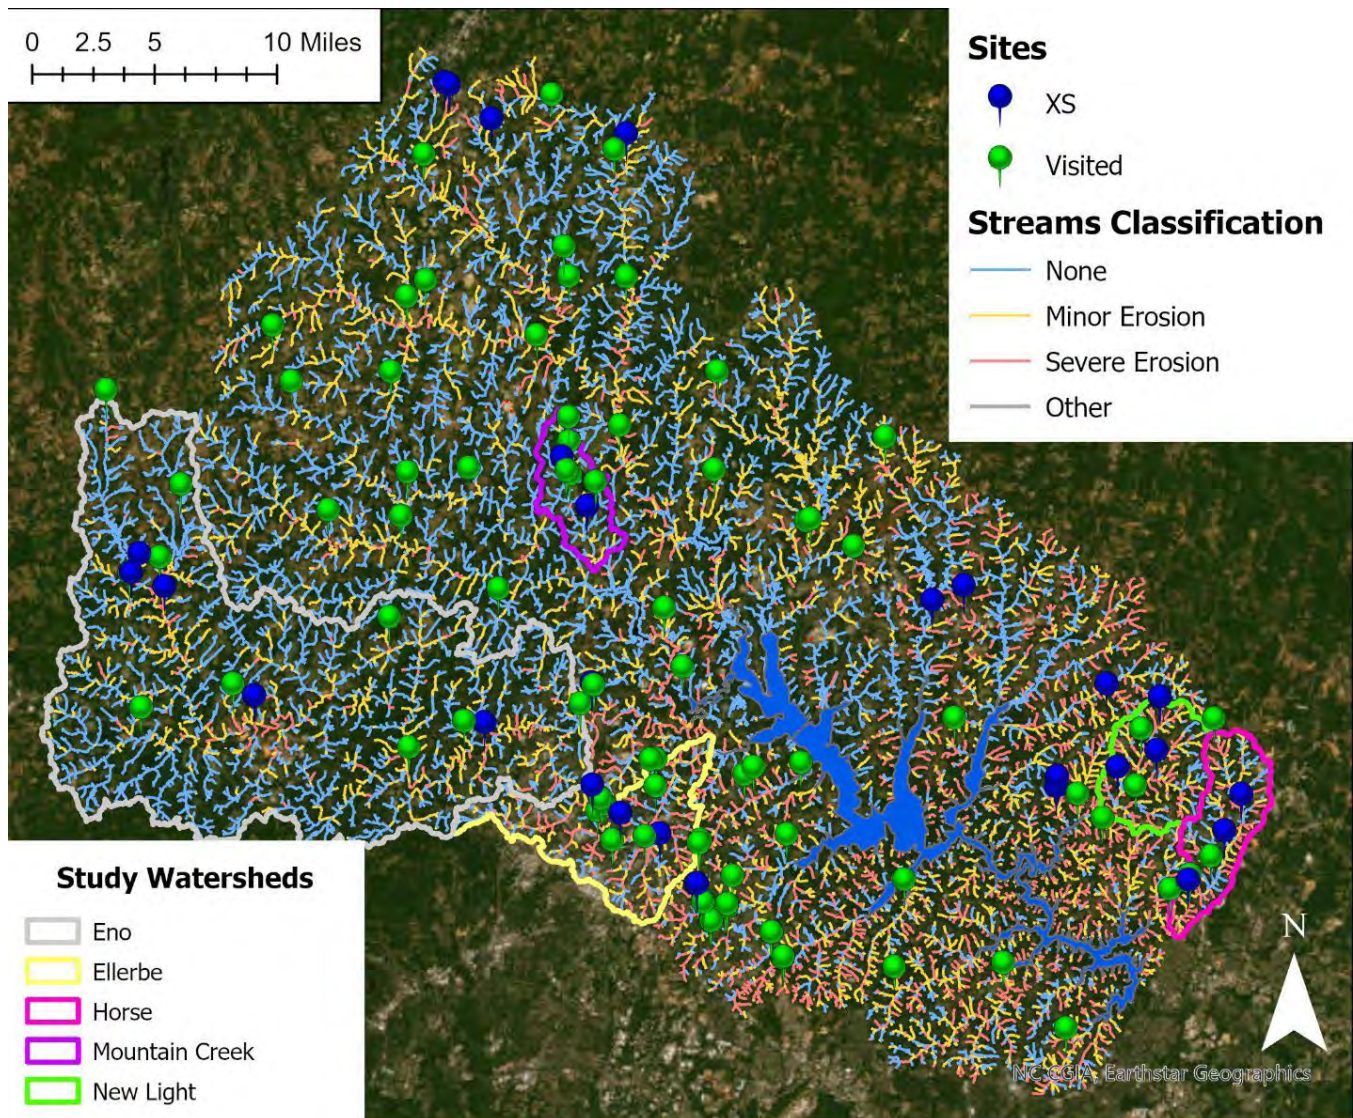 0 2.5 5 10 Miles
Sites
XS
Visited
Streams Classification
None
Minor Erosion
Severe Erosion
Other
Study Watersheds
Eno
Ellerbe
Horse
Mountain Creek
New Light
N
NC CGIA, Earthstar Geographics